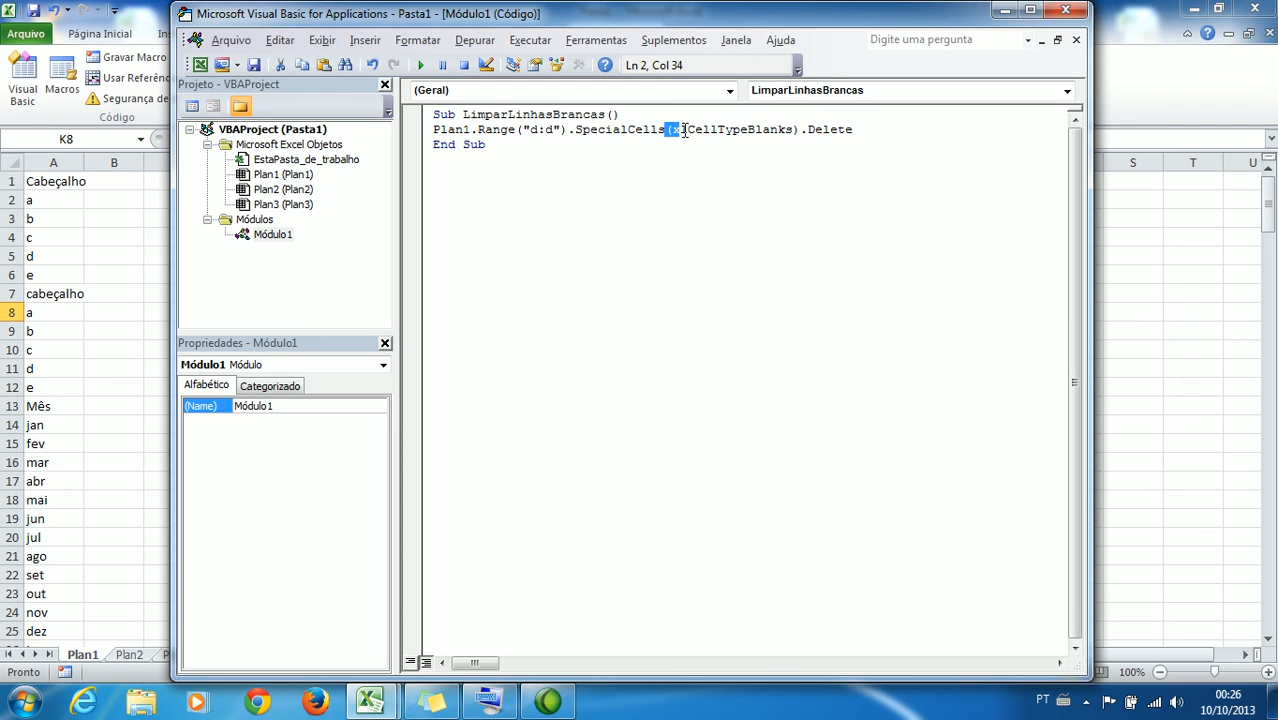 Microsoft Visual Basic for Applications - Pasta1 - [Módulo1 (Código)]
Arquivo Editar Exibir Inserir Formatar Depurar Executar Ferramentas Suplementos Janela Ajuda Digite uma pergunta
Ln 2, Col 34
Arquivo Página Inicial
Visual Basic
Macros
Gravar Macro
Usar Referênc
Segurança de
Código
K8
A B S T U
1 Cabeçalho
2 a
3 b
4 c
5 d
6 e
7 cabeçalho
8 a
9 b
10 c
11 d
12 e
13 Mês
14 jan
15 fev
16 mar
17 abr
18 mai
19 jun
20 jul
21 ago
22 set
23 out
24 nov
25 dez
Plan1 Plan2
Pronto
100%
Projeto - VBAProject
VBAProject (Pasta1)
Microsoft Excel Objetos
EstaPasta_de_trabalho
Plan1 (Plan1)
Plan2 (Plan2)
Plan3 (Plan3)
Módulos
Módulo1
Propriedades - Módulo1
Módulo1 Módulo
Alfabético Categorizado
(Name) Módulo1
(Geral) LimparLinhasBrancas
Sub LimparLinhasBrancas()
Plan1.Range("d:d").SpecialCells(xlCellTypeBlanks).Delete
End Sub
PT
00:26
10/10/2013